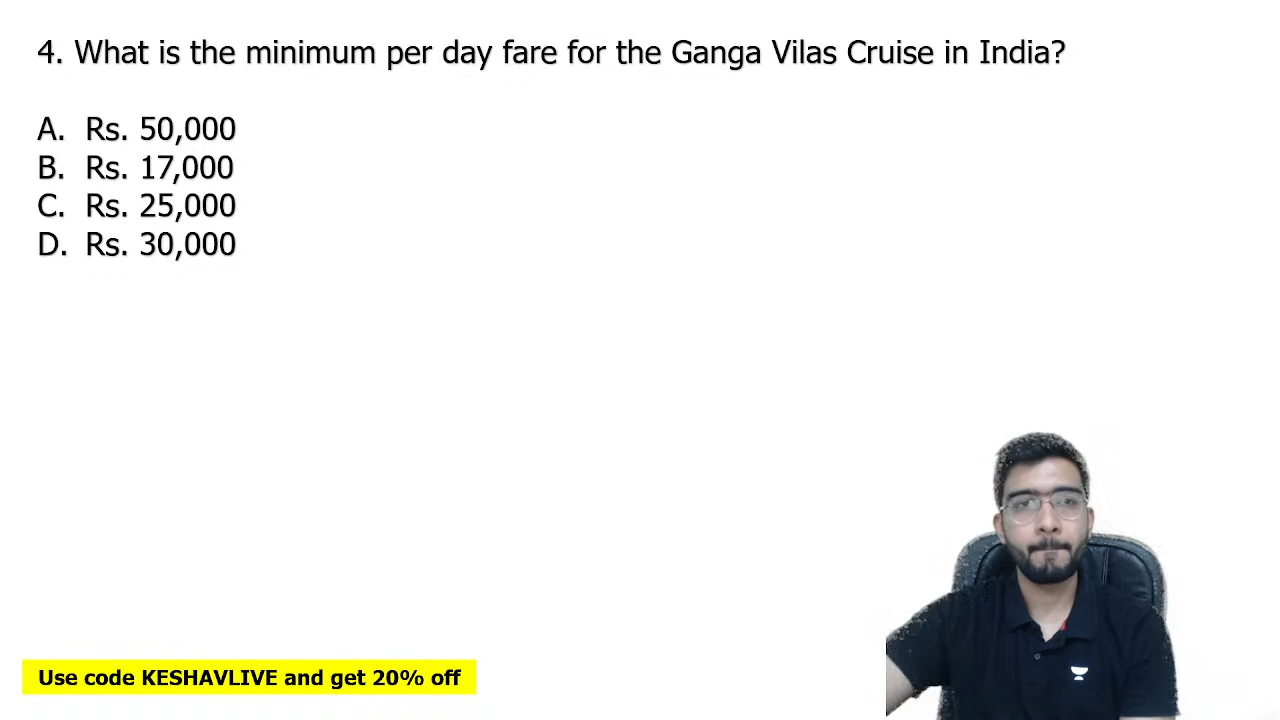 4. What is the minimum per day fare for the Ganga Vilas Cruise in India?
A. Rs. 50,000
B. Rs. 17,000
C. Rs. 25,000
D. Rs. 30,000
Use code KESHAVLIVE and get 20% off